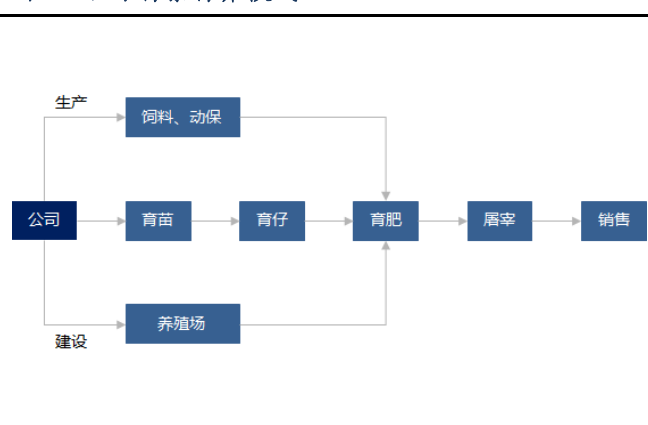 生产
饲料、动保
公司
育苗
育仔
育肥
屠宰
销售
养殖场
建设